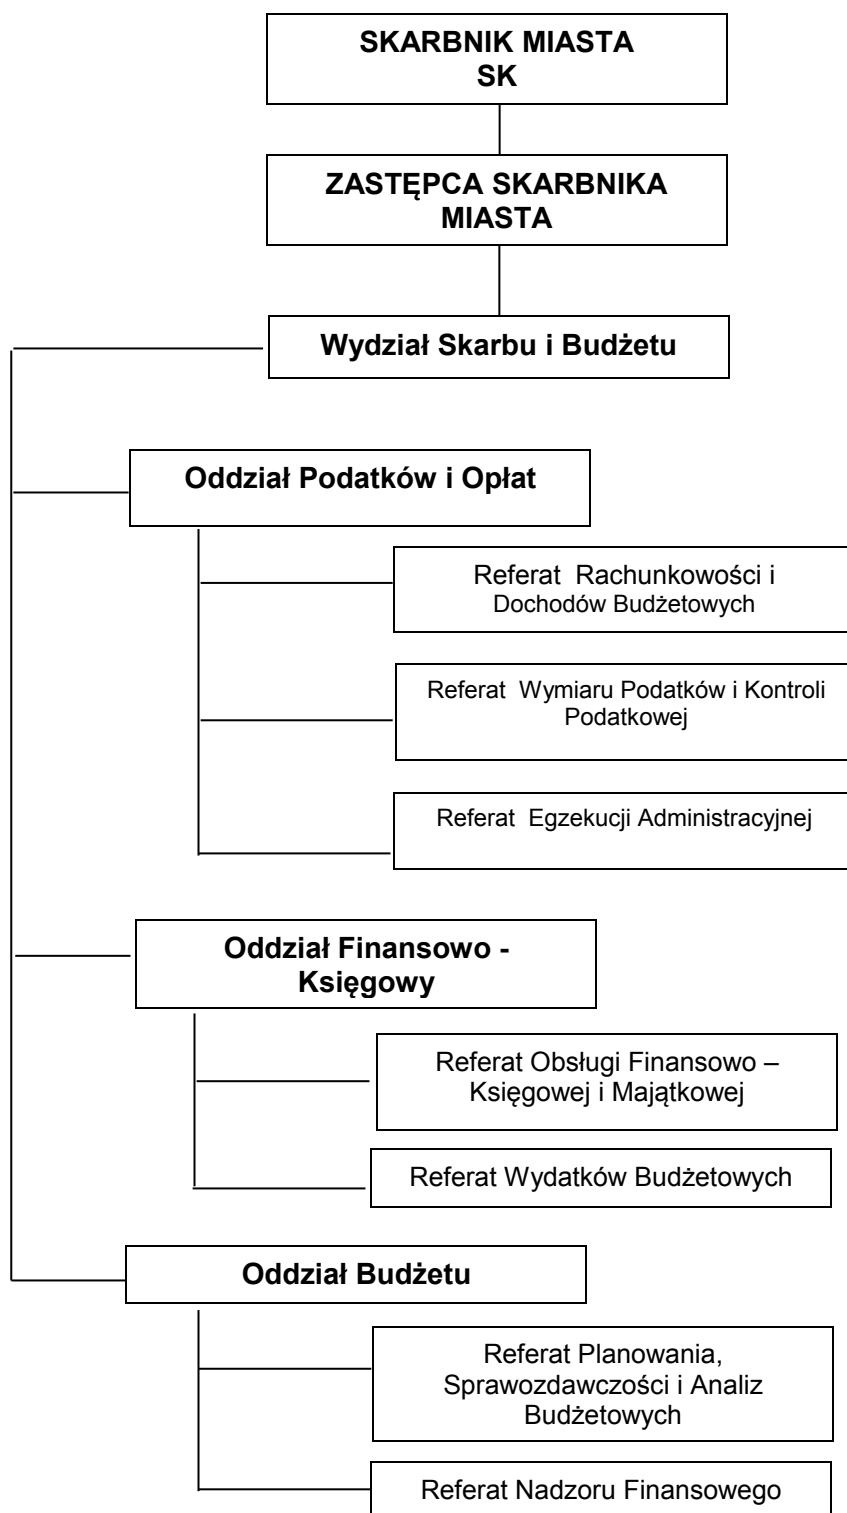 SKARBNIK MIASTA
SK
ZASTĘPCA SKARBNIKA
MIASTA
Wydział Skarbu i Budżetu
Oddział Podatków i Opłat
Referat Rachunkowości i
Dochodów Budżetowych
Referat Wymiaru Podatków i Kontroli
Podatkowej
Referat Egzekucji Administracyjnej
Oddział Finansowo -
Księgowy
Referat Obsługi Finansowo –
Księgowej i Majątkowej
Referat Wydatków Budżetowych
Oddział Budżetu
Referat Planowania,
Sprawozdawczości i Analiz
Budżetowych
Referat Nadzoru Finansowego